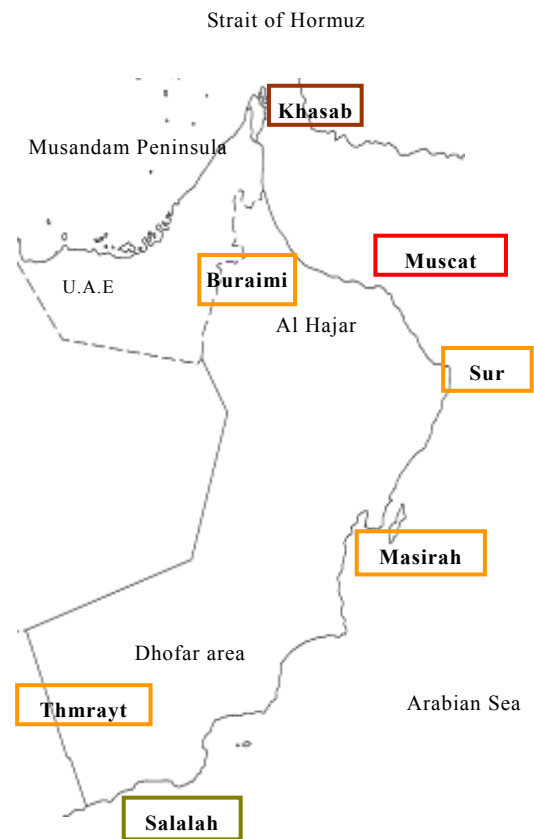 Strait of Hormuz
Khasab
Musandam Peninsula
Muscat
Buraimi
U.A.E
Al Hajar
Sur
Masirah
Dhofar area
Arabian Sea
Thmrayt
Salalah